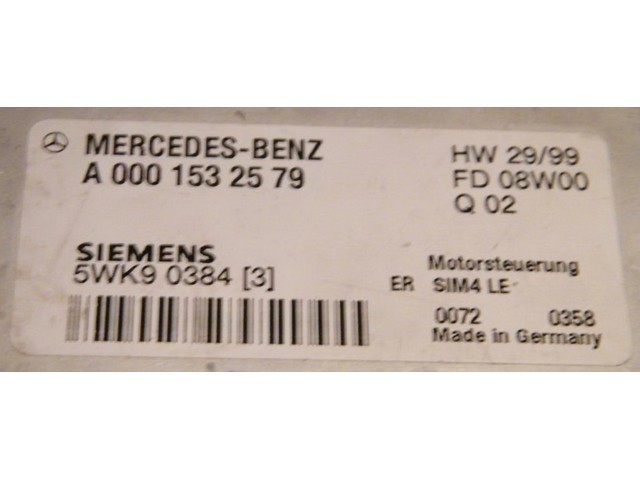 MERCEDES-BENZ
A 000 153 25 79
HW 29/99
FD 08W00
Q 02
SIEMENS
5WK9 0384 [3]
Motorsteuerung
ER SIM4 LE
0072 0358
Made in Germany